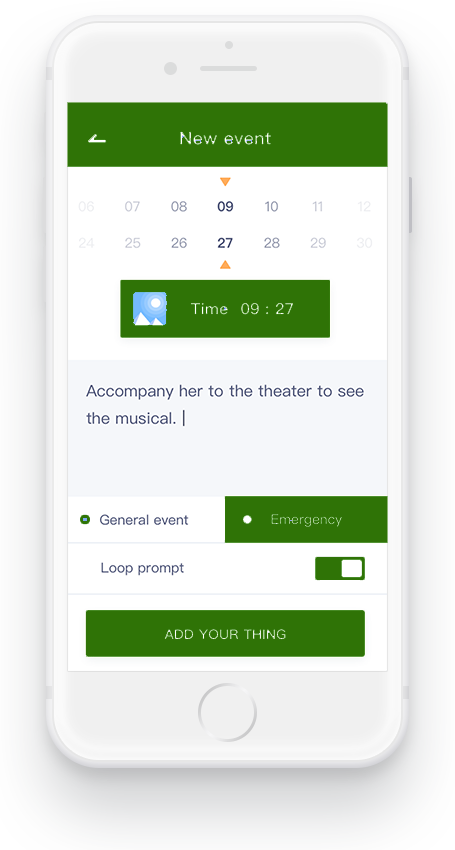 New event
06 07 08 09 10 11 12
24 25 26 27 28 29 30
Time 09 : 27
Accompany her to the theater to see
the musical.
General event
Emergency
Loop prompt
ADD YOUR THING